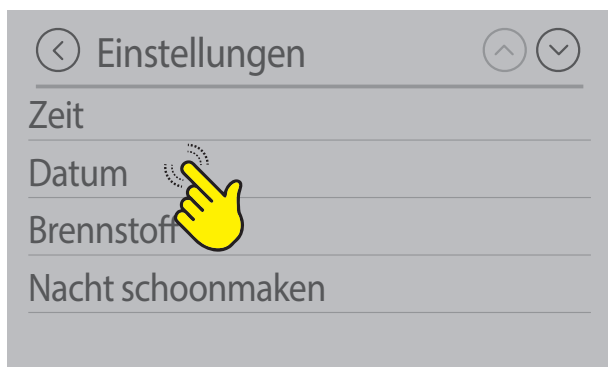 Einstellungen
Zeit
Datum
Brennstoff
Nacht schoonmaken